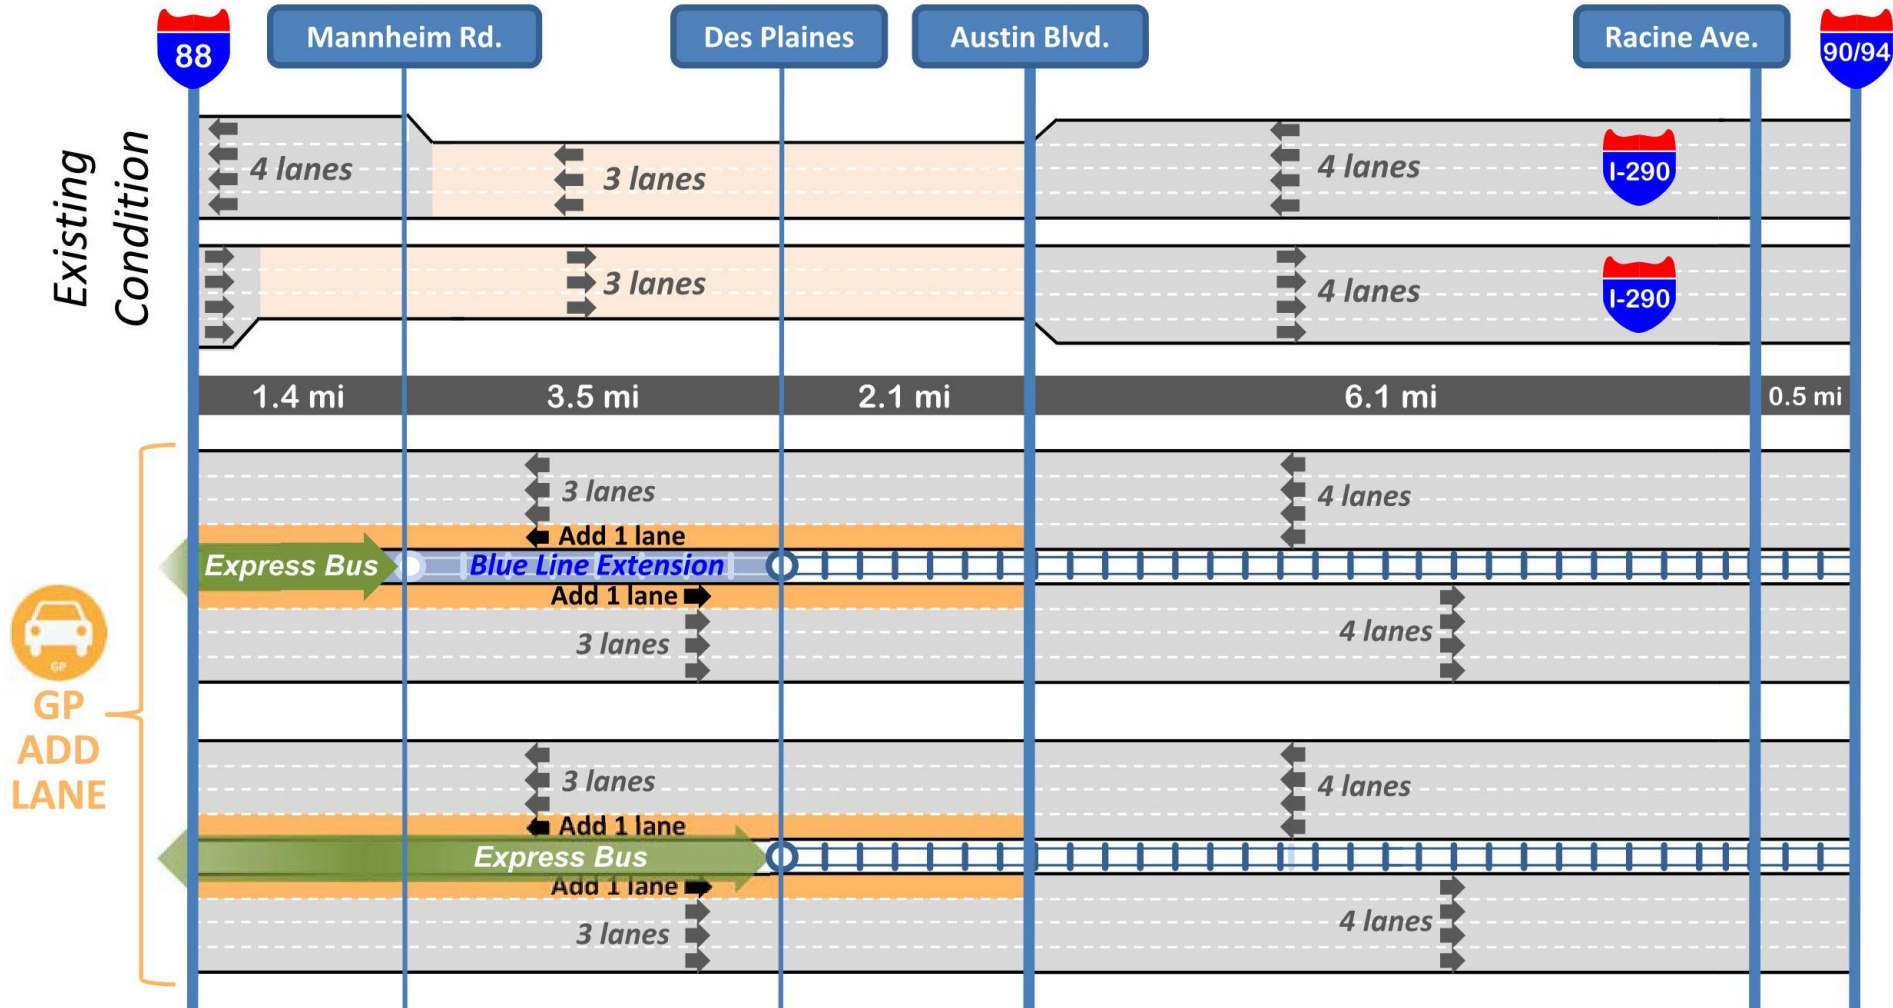 88
Mannheim Rd.
Des Plaines
Austin Blvd.
Racine Ave.
90/94
Existing
Condition
4 lanes
3 lanes
4 lanes
I-290
3 lanes
4 lanes
I-290
1.4 mi
3.5 mi
2.1 mi
6.1 mi
0.5 mi
3 lanes
4 lanes
Add 1 lane
Express Bus
Blue Line Extension
Add 1 lane
3 lanes
4 lanes
GP
GP
ADD
LANE
3 lanes
4 lanes
Add 1 lane
Express Bus
Add 1 lane
3 lanes
4 lanes